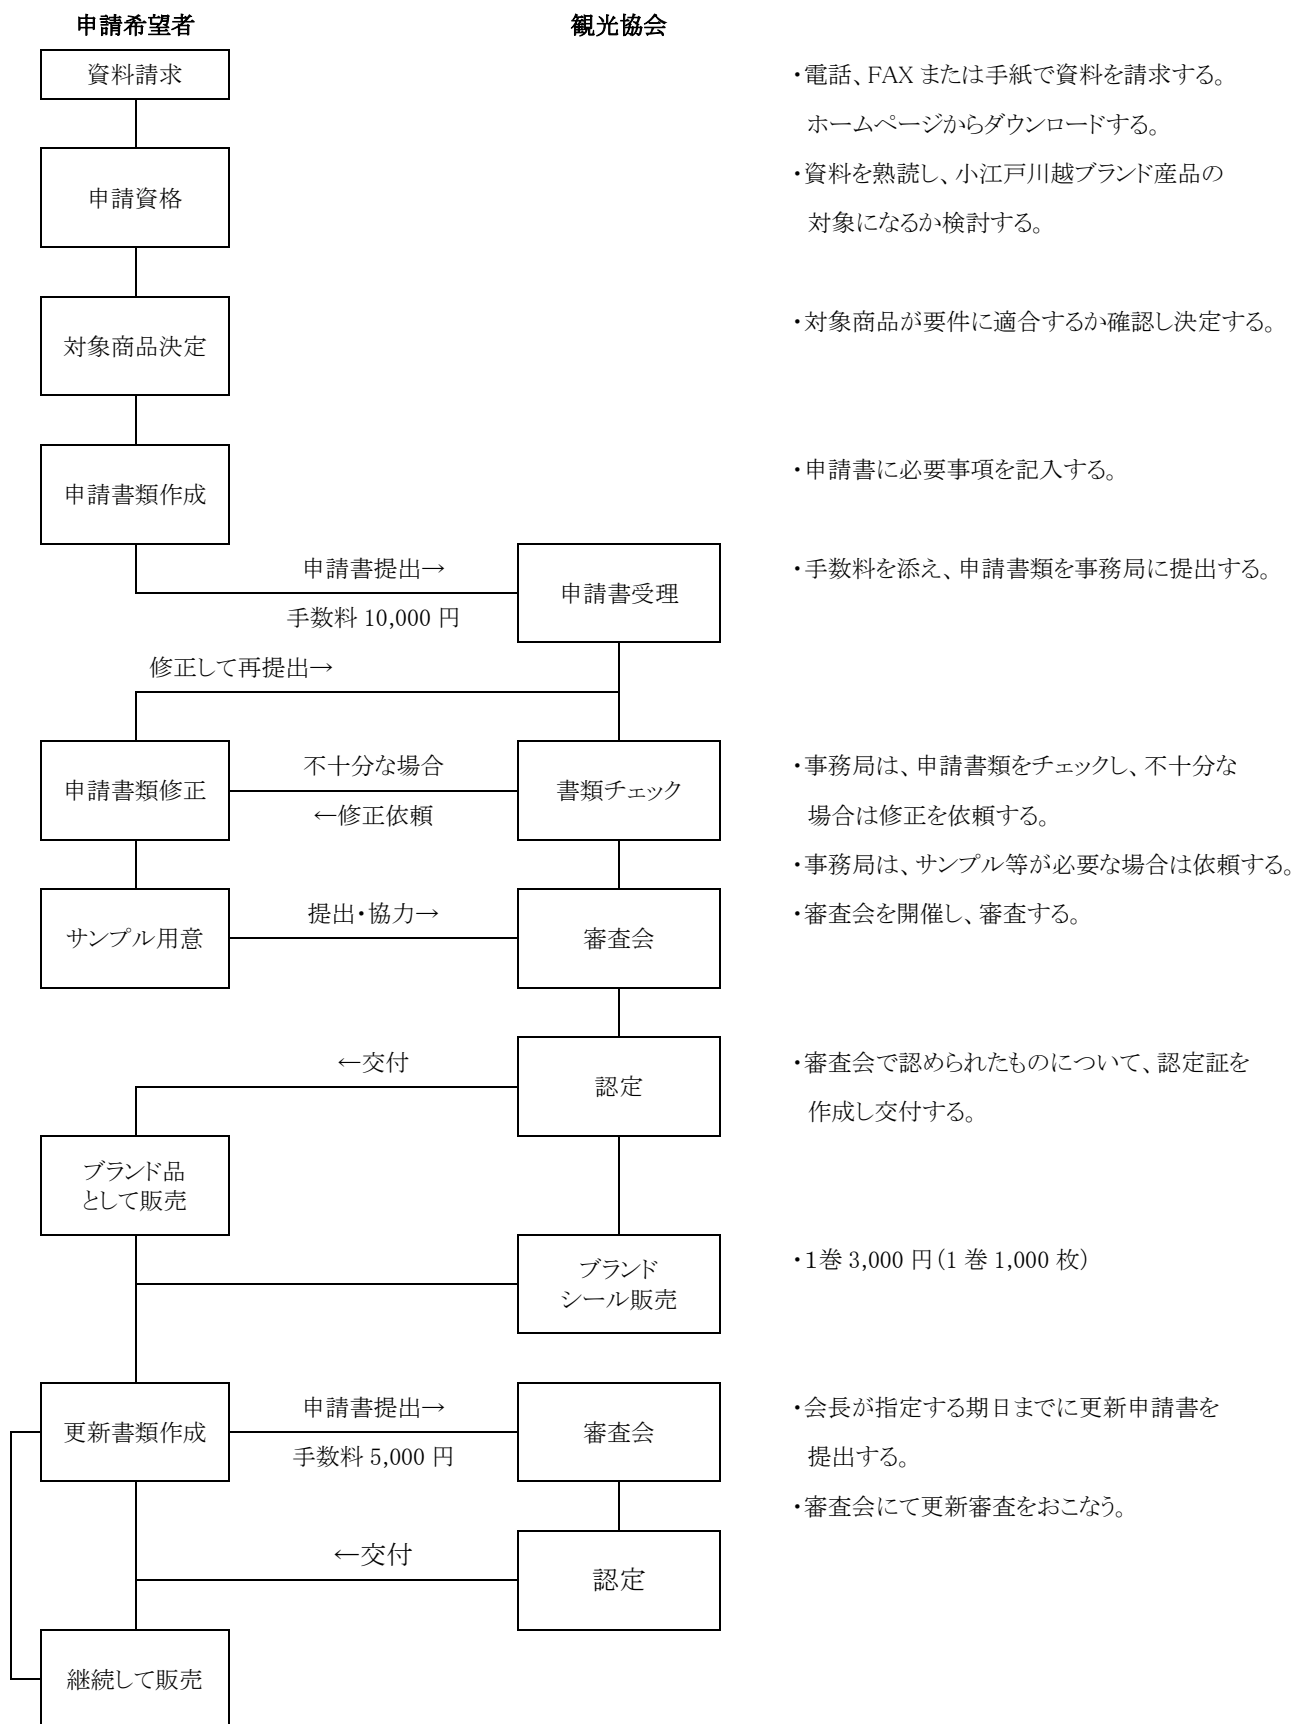 申請希望者
観光協会
資料請求
・電話、FAX または手紙で資料を請求する。
ホームページからダウンロードする。
申請資格
・資料を熟読し、小江戸川越ブランド産品の
対象になるか検討する。
対象商品決定
・対象商品が要件に適合するか確認し決定する。
申請書類作成
・申請書に必要事項を記入する。
申請書提出→
手数料 10,000 円
申請書受理
・手数料を添え、申請書類を事務局に提出する。
修正して再提出→
申請書類修正
不十分な場合
←修正依頼
書類チェック
・事務局は、申請書類をチェックし、不十分な
場合は修正を依頼する。
・事務局は、サンプル等が必要な場合は依頼する。
サンプル用意
提出・協力→
審査会
・審査会を開催し、審査する。
←交付
認定
・審査会で認められたものについて、認定証を
作成し交付する。
ブランド品
として販売
ブランド
シール販売
・1巻 3,000 円（1 巻 1,000 枚）
更新書類作成
申請書提出→
手数料 5,000 円
審査会
・会長が指定する期日までに更新申請書を
提出する。
・審査会にて更新審査をおこなう。
←交付
認定
継続して販売